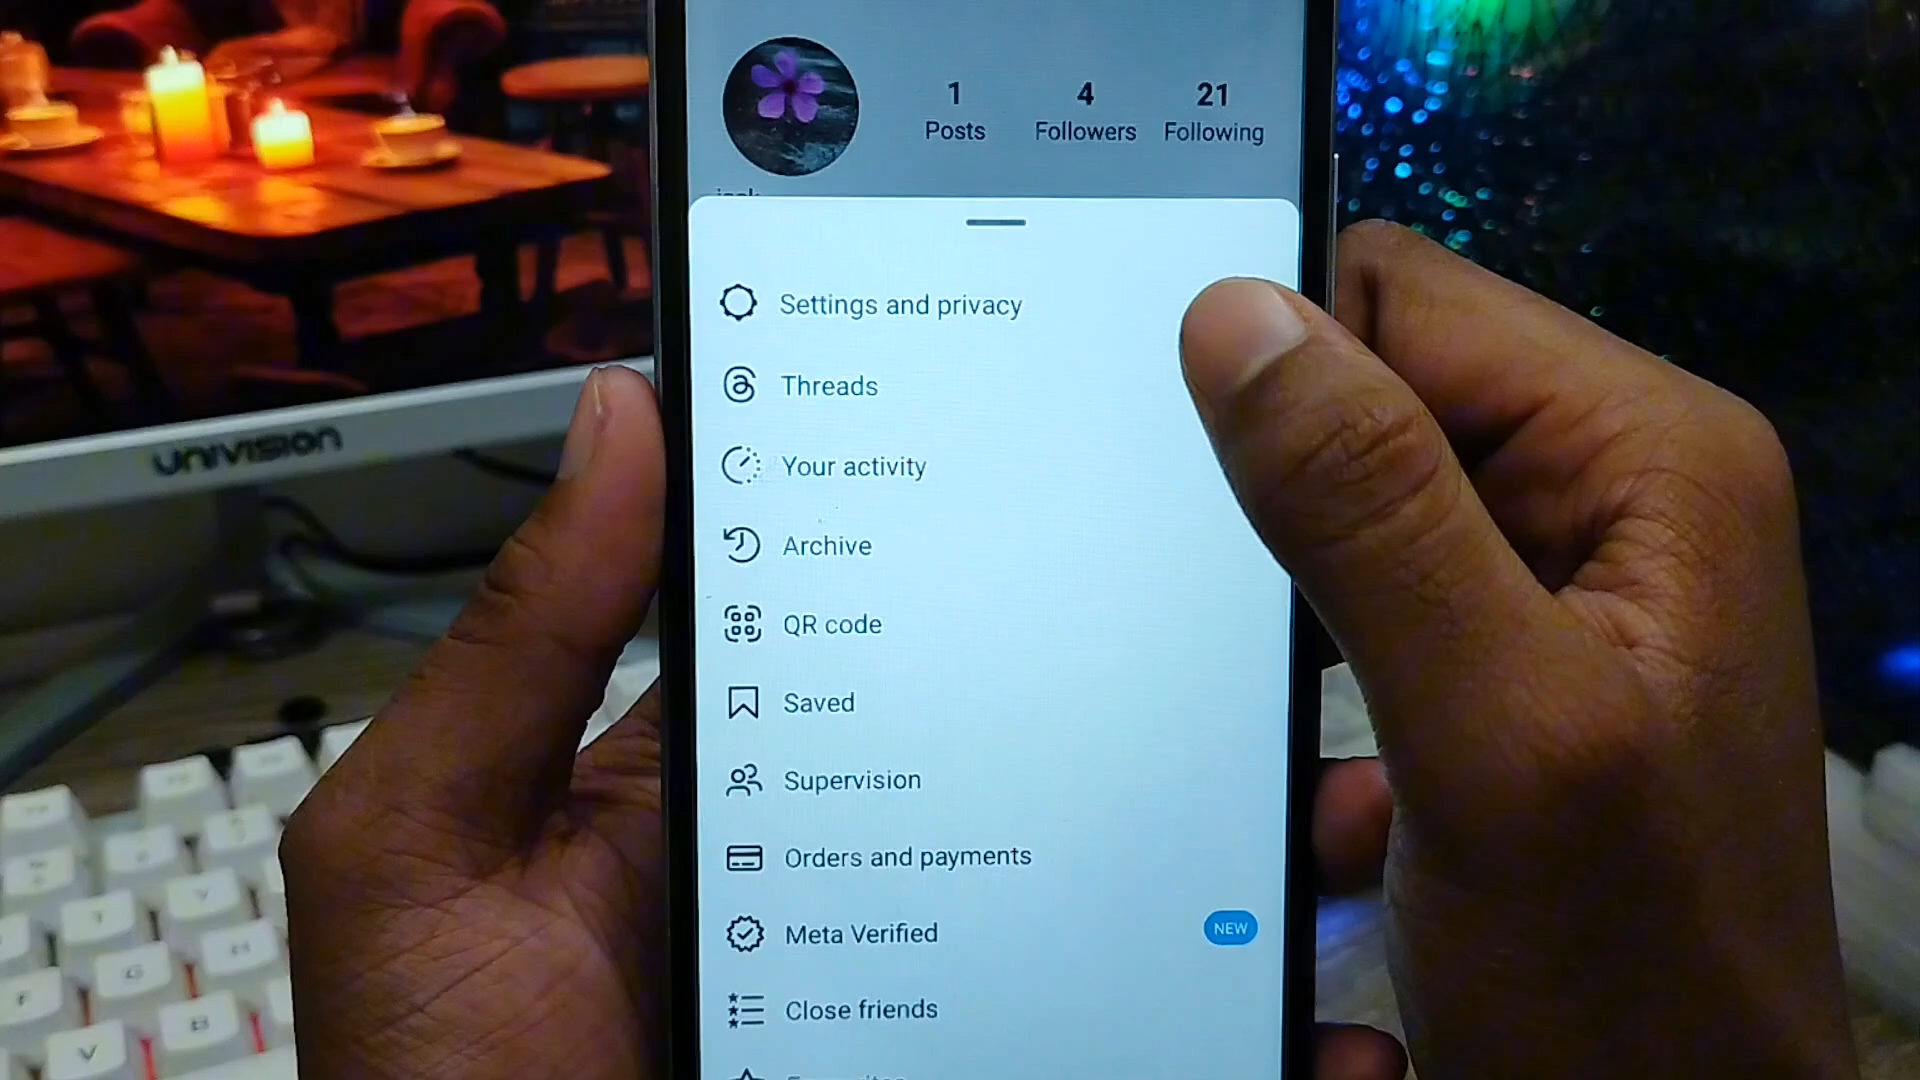 1 4 21
Posts Followers Following
Settings and privacy
Threads
Your activity
Archive
QR code
Saved
Supervision
Orders and payments
Meta Verified NEW
Close friends
UNIVISION
V
G
H
F
B
V